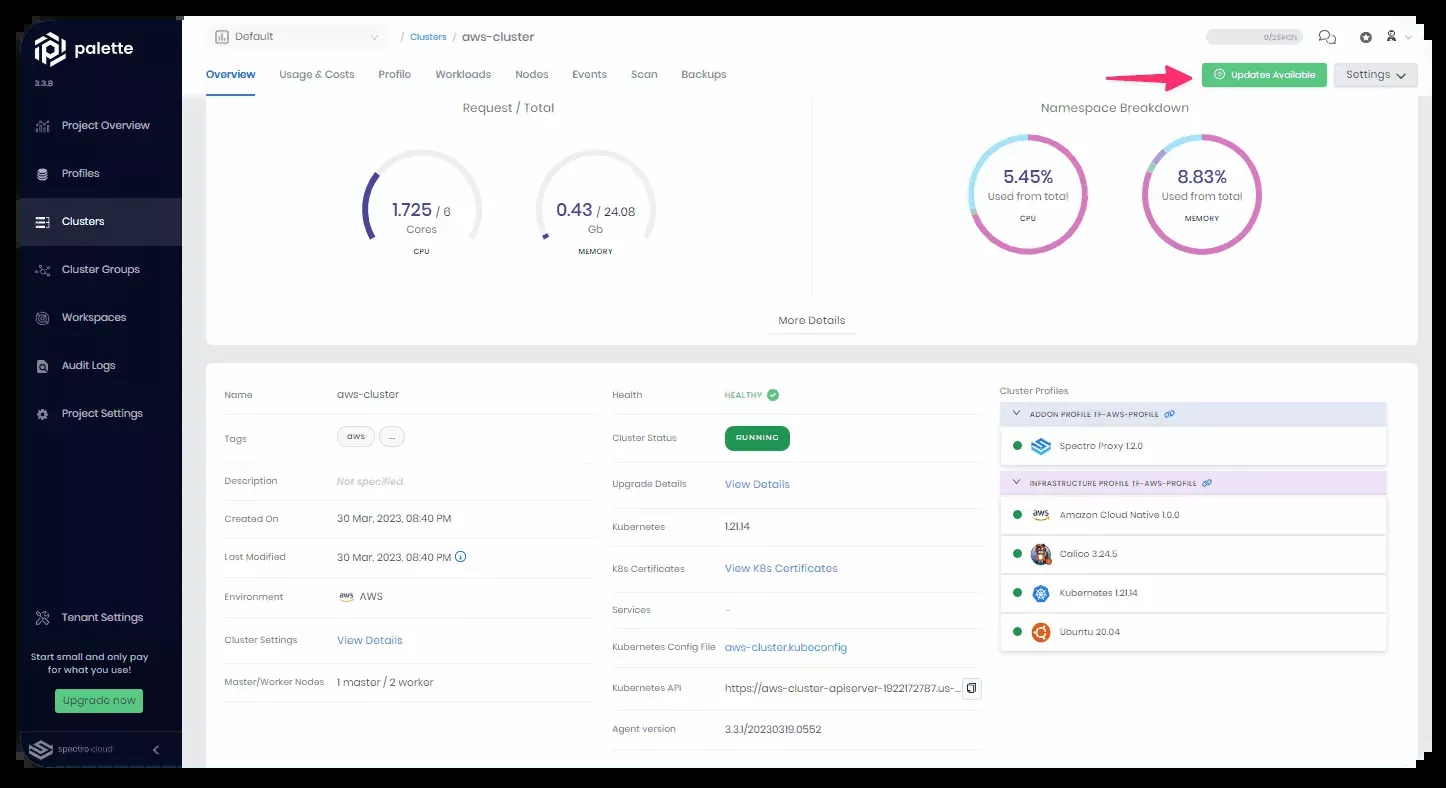 palette
3.3.8
Project Overview
Profiles
Clusters
Cluster Groups
Workspaces
Audit Logs
Project Settings
Tenant Settings
Start small and only pay
for what you use!
Upgrade now
spectro cloud
Default
/ Clusters / aws-cluster
0/25kCh
Overview Usage & Costs Profile Workloads Nodes Events Scan Backups
Updates Available
Settings
Request / Total
1.725 / 6
Cores
CPU
0.43 / 24.08
Gb
MEMORY
Namespace Breakdown
5.45%
Used from total
CPU
8.83%
Used from total
MEMORY
More Details
Name aws-cluster
Tags aws ...
Description Not specified.
Created On 30 Mar, 2023, 08:40 PM
Last Modified 30 Mar, 2023, 08:40 PM
Environment aws AWS
Cluster Settings View Details
Master/Worker Nodes 1 master / 2 worker
Health HEALTHY
Cluster Status RUNNING
Upgrade Details View Details
Kubernetes 1.21.14
K8s Certificates View K8s Certificates
Services -
Kubernetes Config File aws-cluster.kubeconfig
Kubernetes API https://aws-cluster-apiserver-1922172787.us-...
Agent version 3.3.1/20230319.0552
Cluster Profiles
ADDON PROFILE TF-AWS-PROFILE
Spectro Proxy 1.2.0
INFRASTRUCTURE PROFILE TF-AWS-PROFILE
aws Amazon Cloud Native 1.0.0
Calico 3.24.5
Kubernetes 1.21.14
Ubuntu 20.04